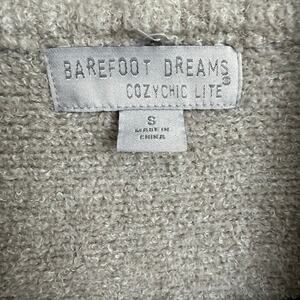 BAREFOOT DREAMS®
COZYCHIC LITE®
S
MADE IN
CHINA